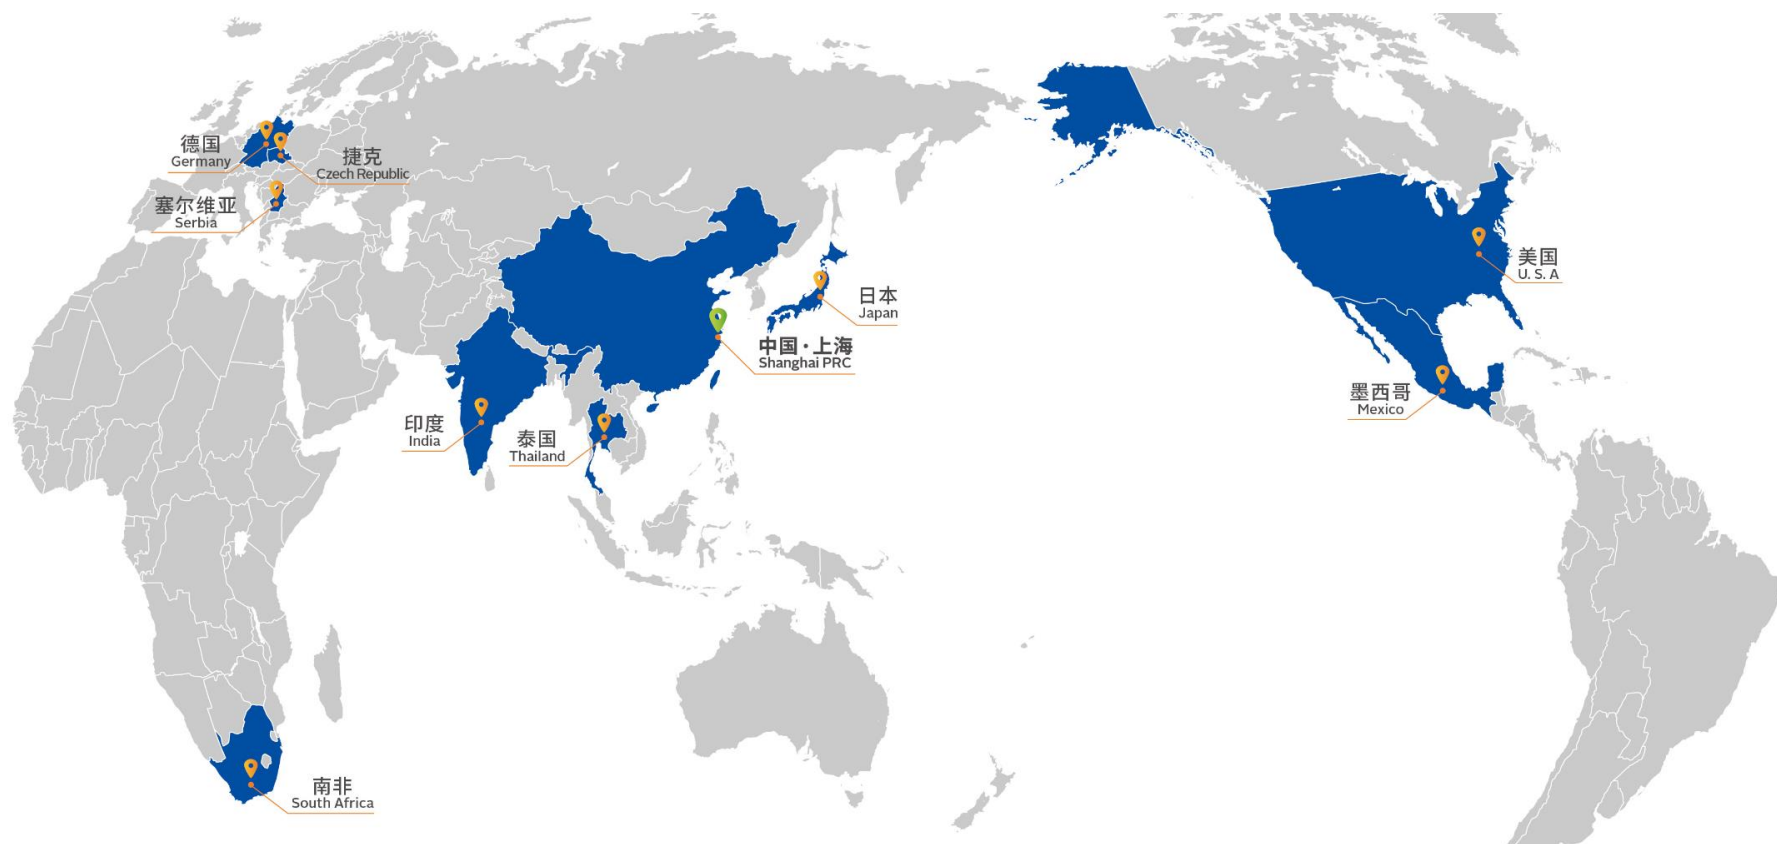 德国
Germany
捷克
Czech Republic
塞尔维亚
Serbia
日本
Japan
中国·上海
Shanghai PRC
印度
India
泰国
Thailand
美国
U. S. A
墨西哥
Mexico
南非
South Africa